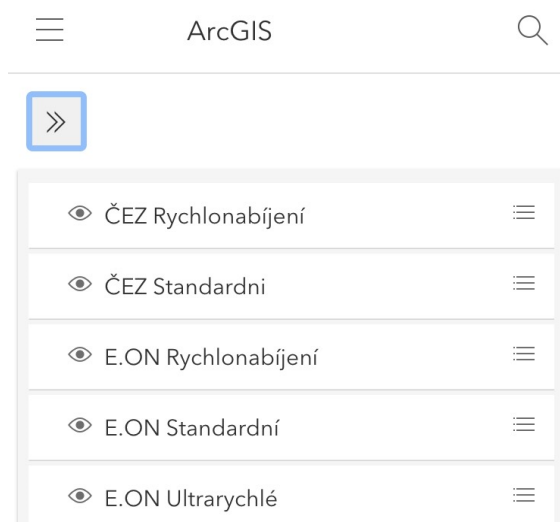 ArcGIS
ČEZ Rychlonabíjení
ČEZ Standardni
E.ON Rychlonabíjení
E.ON Standardní
E.ON Ultrarychlé